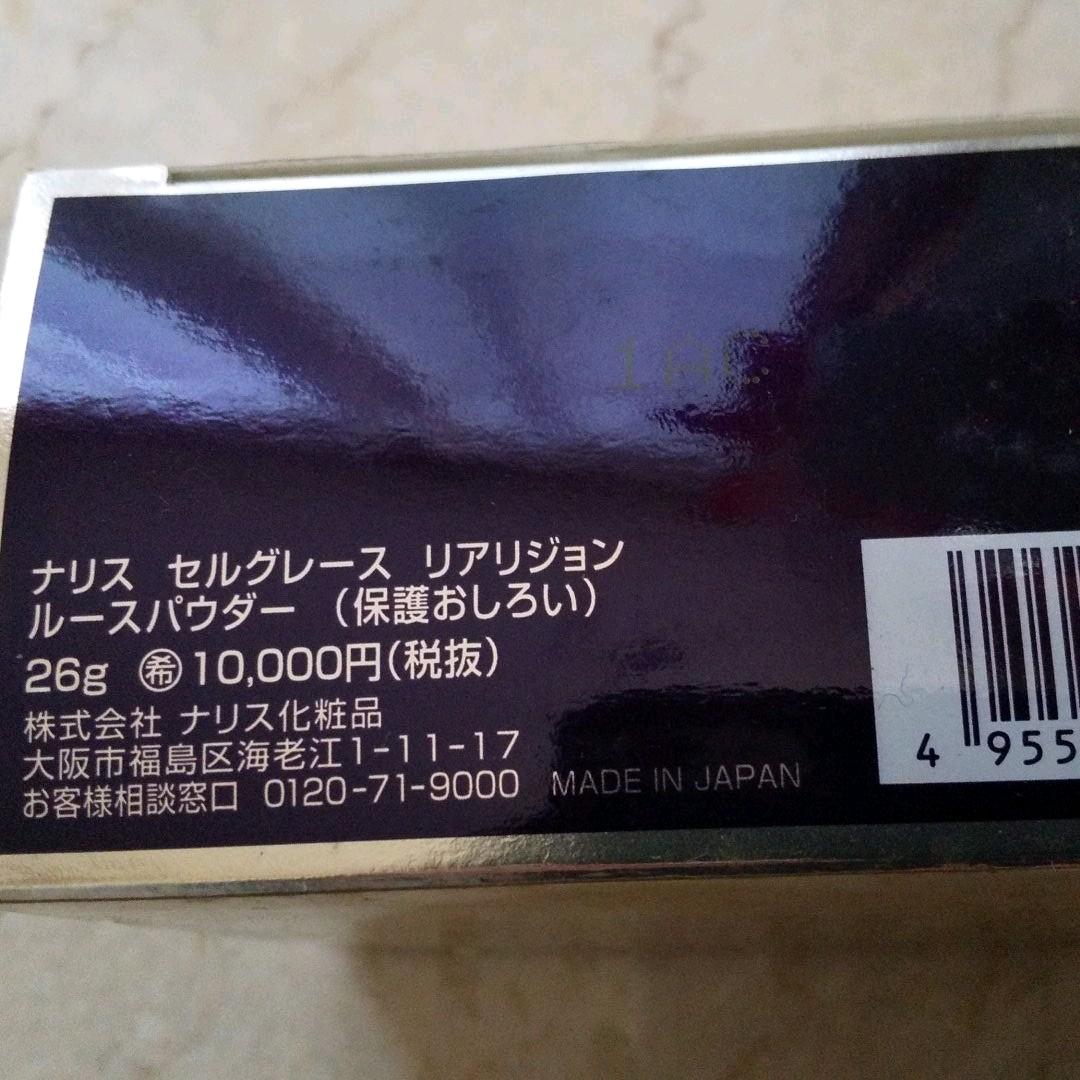 ナリス セルグレース リアリジョン
ルースパウダー (保護おしろい)
26g ㊥10,000円(税抜)
株式会社 ナリス化粧品
大阪市福島区海老江1-11-17
お客様相談窓口 0120-71-9000
MADE IN JAPAN
4 955